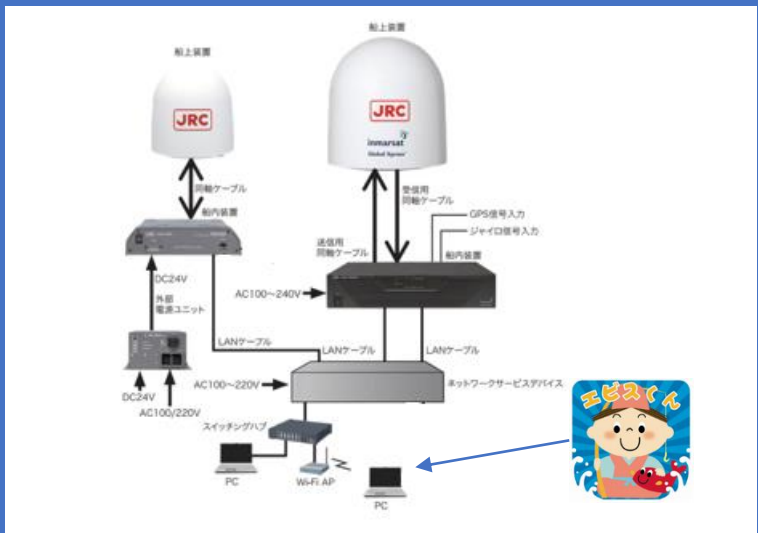 船上装置
船上装置
JRC
JRC
inmarsat
Global Xpress
同軸ケーブル
受信用
同軸ケーブル
船内装置
GPS信号入力
送信用
同軸ケーブル
ジャイロ信号入力
船内装置
DC24V
AC100～240V
外部
電源ユニット
LANケーブル
LANケーブル
LANケーブル
AC100～220V
ネットワークサービスデバイス
DC24V
AC100/220V
スイッチングハブ
PC
Wi-Fi AP
PC
エビスくん